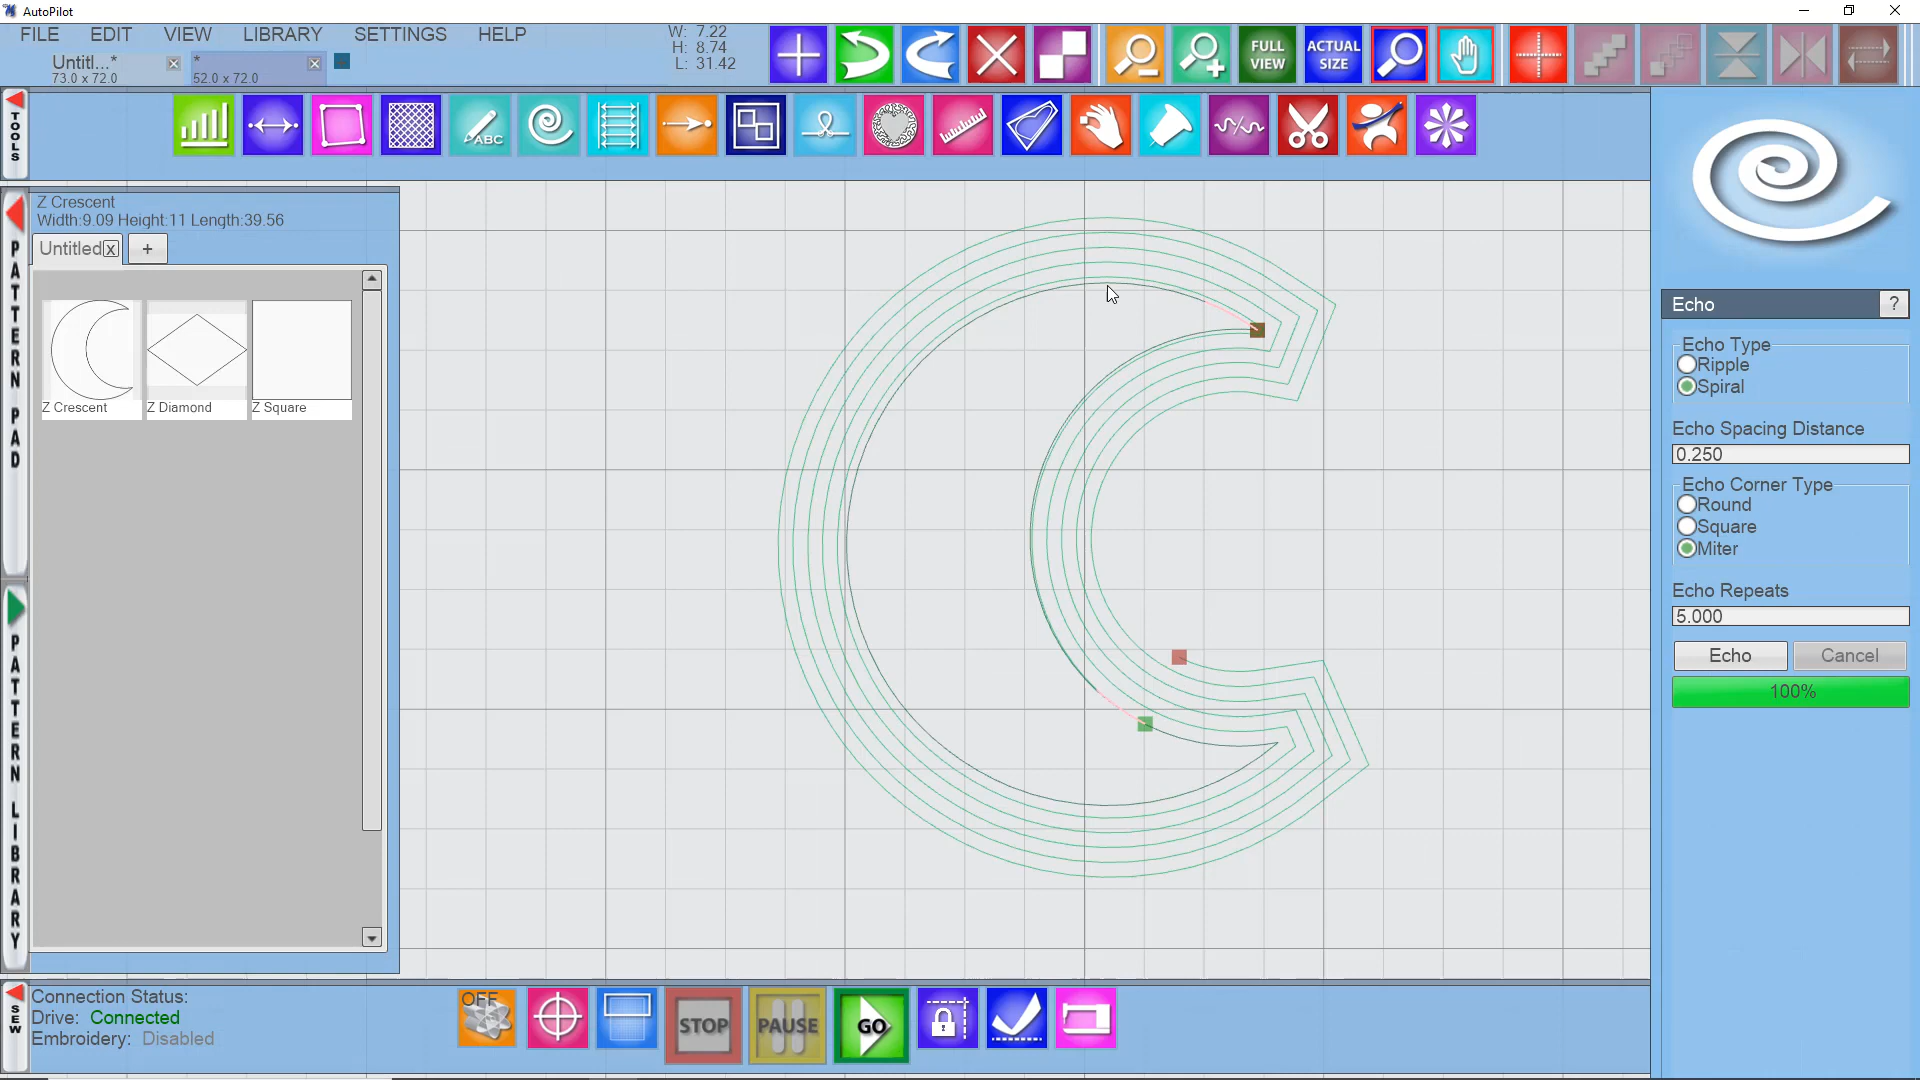 AutoPilot
FILE EDIT VIEW LIBRARY SETTINGS HELP
W: 7.22
H: 8.74
L: 31.42
Untitl...*
73.0 x 72.0
*
52.0 x 72.0
FULL VIEW
ACTUAL SIZE
TOOLS
ABC
Z Crescent
Width:9.09 Height:11 Length:39.56
Untitled X +
PATTERN PAD
Z Crescent
Z Diamond
Z Square
PATTERN LIBRARY
Echo ?
Echo Type
Ripple
Spiral
Echo Spacing Distance
0.250
Echo Corner Type
Round
Square
Miter
Echo Repeats
5.000
Echo Cancel
100%
SEW
Connection Status:
Drive: Connected
Embroidery: Disabled
OFF
STOP
PAUSE
GO